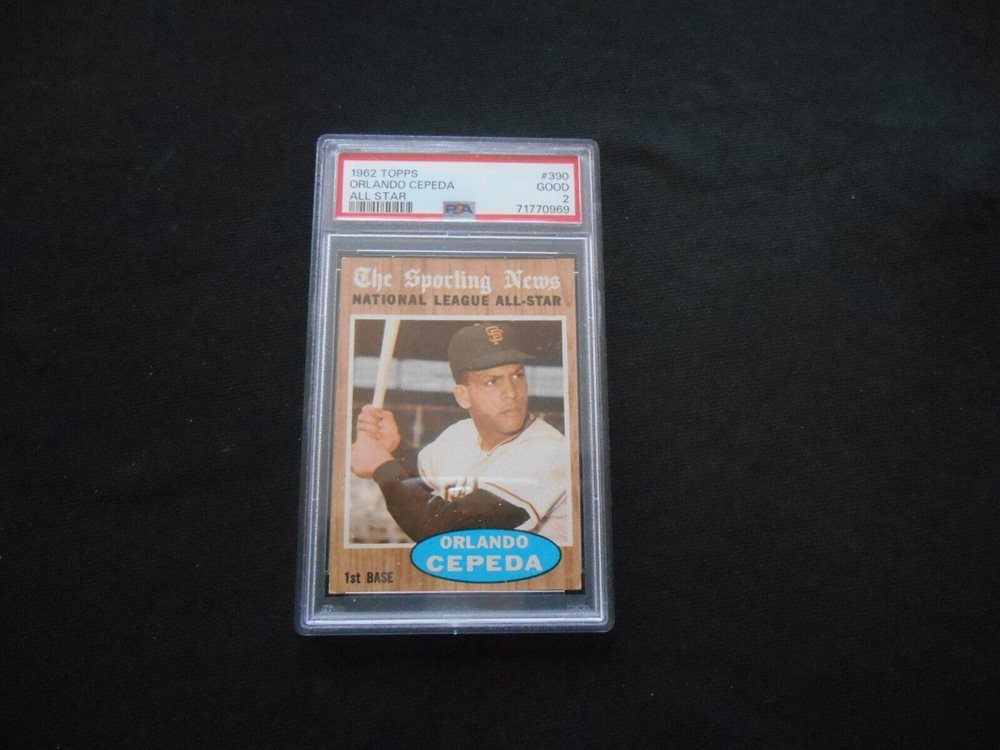 1962 TOPPS #390
ORLANDO CEPEDA GOOD
ALL STAR 2
PSA 71770969
The Sporting News
NATIONAL LEAGUE ALL-STAR
SF
ORLANDO
CEPEDA
1st BASE